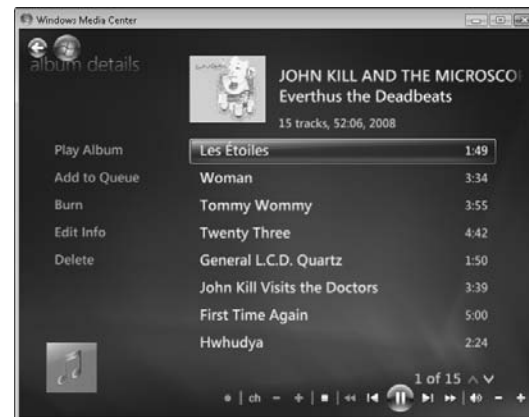 Windows Media Center
album details
JOHN KILL AND THE MICROSCO
Everthus the Deadbeats
15 tracks, 52:06, 2008
Play Album
Add to Queue
Burn
Edit Info
Delete
Les Étoiles 1:49
Woman 3:34
Tommy Wommy 3:55
Twenty Three 4:42
General L.C.D. Quartz 1:50
John Kill Visits the Doctors 3:39
First Time Again 5:00
Hwhudya 2:24
1 of 15
ch - +